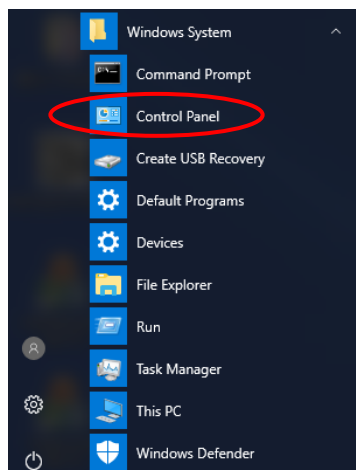 Windows System
Command Prompt
Control Panel
Create USB Recovery
Default Programs
Devices
File Explorer
Run
Task Manager
This PC
Windows Defender